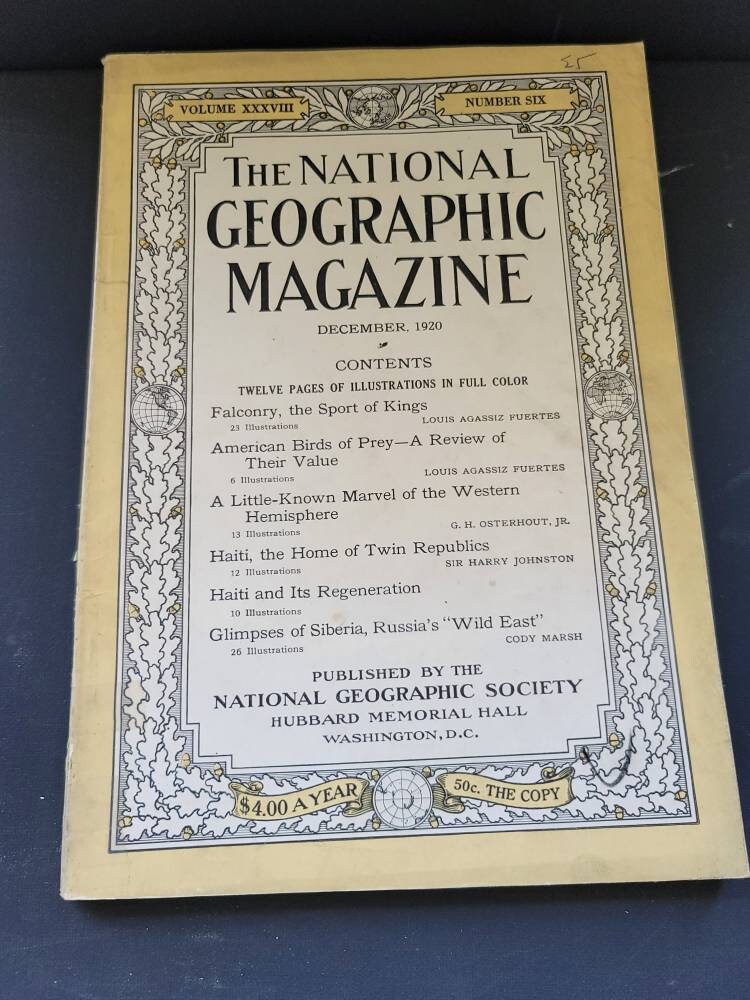 £5
VOLUME XXXVIII
NUMBER SIX
THE NATIONAL
GEOGRAPHIC
MAGAZINE
DECEMBER, 1920
CONTENTS
TWELVE PAGES OF ILLUSTRATIONS IN FULL COLOR
Falconry, the Sport of Kings
23 Illustrations LOUIS AGASSIZ FUERTES
American Birds of Prey—A Review of
Their Value
6 Illustrations LOUIS AGASSIZ FUERTES
A Little-Known Marvel of the Western
Hemisphere
13 Illustrations G. H. OSTERHOUT, JR.
Haiti, the Home of Twin Republics
12 Illustrations SIR HARRY JOHNSTON
Haiti and Its Regeneration
10 Illustrations
Glimpses of Siberia, Russia's "Wild East"
26 Illustrations CODY MARSH
PUBLISHED BY THE
NATIONAL GEOGRAPHIC SOCIETY
HUBBARD MEMORIAL HALL
WASHINGTON, D.C.
$4.00 A YEAR
50c. THE COPY